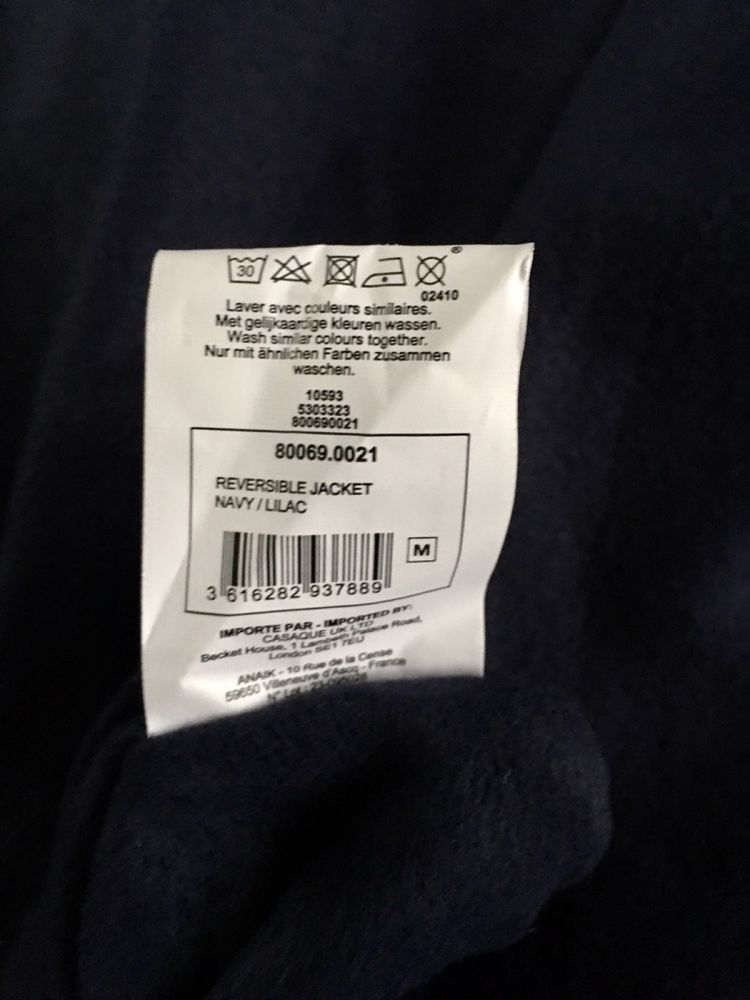 30
®
02410
Laver avec couleurs similaires.
Met gelijkaardige kleuren wassen.
Wash similar colours together.
Nur mit ähnlichen Farben zusammen
waschen.
10593
5303323
800690021
80069.0021
REVERSIBLE JACKET
NAVY / LILAC
M
3 616282 937889
IMPORTE PAR - IMPORTED BY:
CASAQUE UK LTD
Becket House, 1 Lambeth Palace Road,
London SE1 7EU
ANAIK - 10 Rue de la Cense
59650 Villeneuve d'Ascq - France
N° Lot :